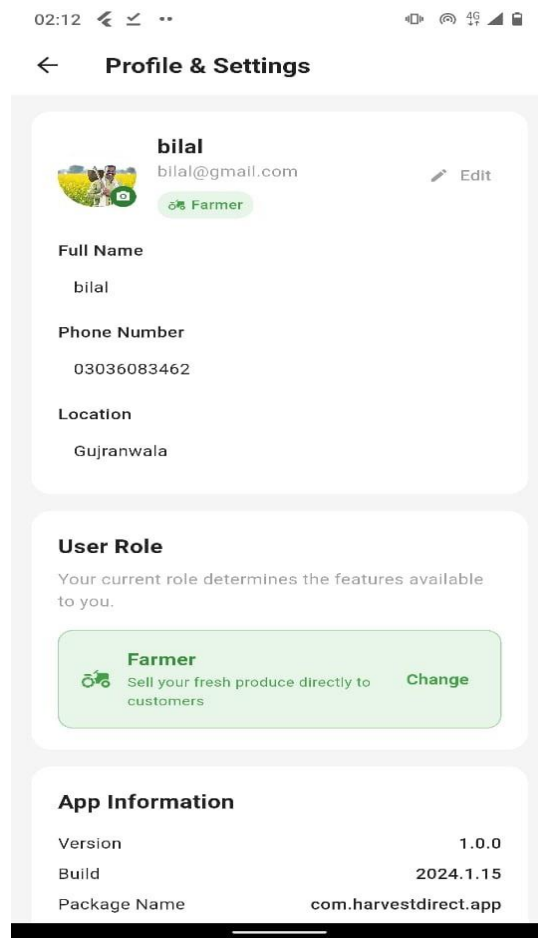 02:12
4G
Profile & Settings
bilal
bilal@gmail.com
Edit
Farmer
Full Name
bilal
Phone Number
03036083462
Location
Gujranwala
User Role
Your current role determines the features available
to you.
Farmer
Sell your fresh produce directly to
customers
Change
App Information
Version 1.0.0
Build 2024.1.15
Package Name com.harvestdirect.app